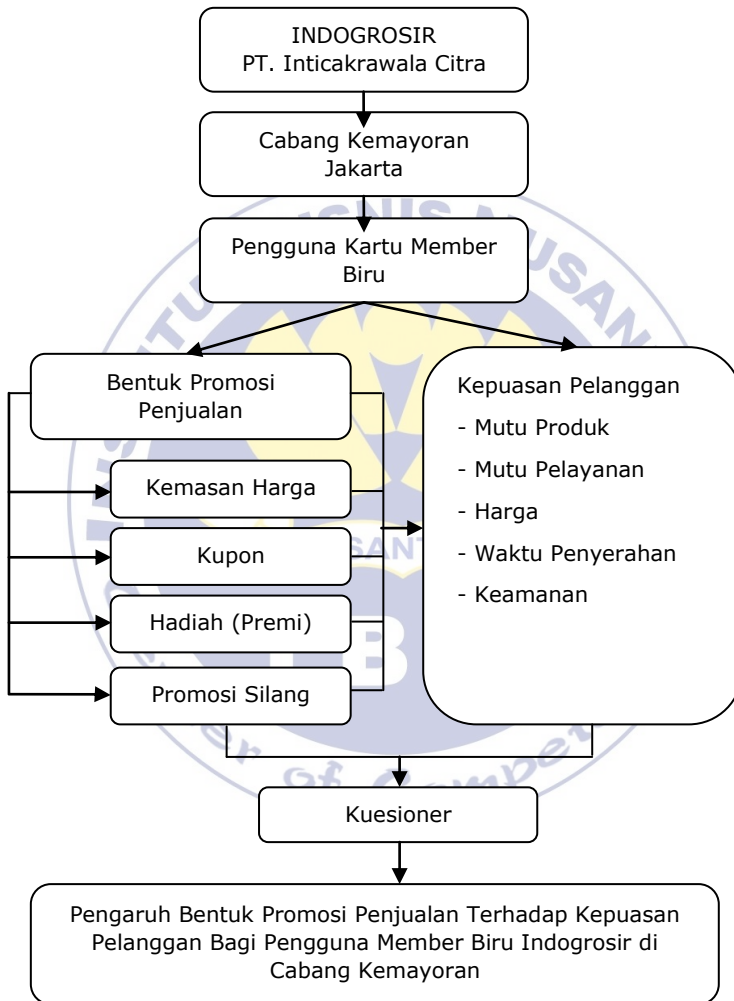 INDOGROSIR
PT. Inticakrawala Citra
Cabang Kemayoran
Jakarta
Pengguna Kartu Member
Biru
Bentuk Promosi
Penjualan
Kemasan Harga
Kupon
Hadiah (Premi)
Promosi Silang
Kepuasan Pelanggan
- Mutu Produk
- Mutu Pelayanan
- Harga
- Waktu Penyerahan
- Keamanan
Kuesioner
Pengaruh Bentuk Promosi Penjualan Terhadap Kepuasan
Pelanggan Bagi Pengguna Member Biru Indogrosir di
Cabang Kemayoran